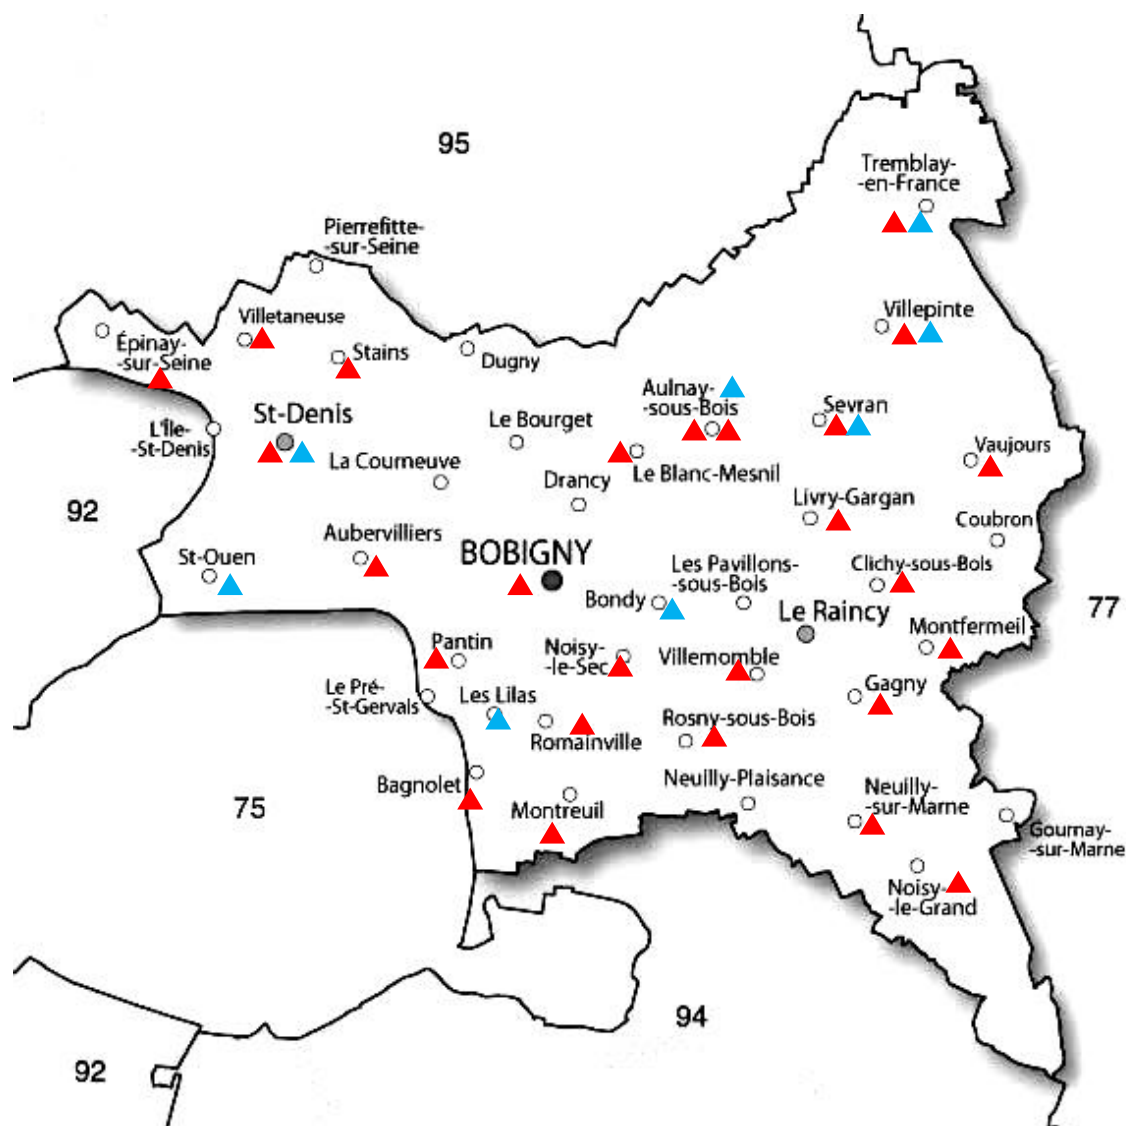 95
Tremblay-
-en-France
Pierrefitte-
-sur-Seine
Villetaneuse
Villepinte
Épinay-
-sur-Seine
Stains
Dugny
Aulnay-
-sous-Bois
St-Denis
Le Bourget
Sevran
L'Île-
-St-Denis
La Courneuve
Le Blanc-Mesnil
Vaujours
Drancy
Livry-Gargan
92
Coubron
Aubervilliers
St-Ouen
BOBIGNY
Les Pavillons-
-sous-Bois
Clichy-sous-Bois
Bondy
Le Raincy
77
Montfermeil
Pantin
Noisy-
-le-Sec
Villemomble
Le Pré-
-St-Gervals
Les Lilas
Gagny
Romainville
Rosny-sous-Bois
Bagnolet
Neuilly-Plaisance
Neuilly-
-sur-Marne
75
Montreuil
Gournay-
-sur-Marne
Noisy-
-le-Grand
94
92